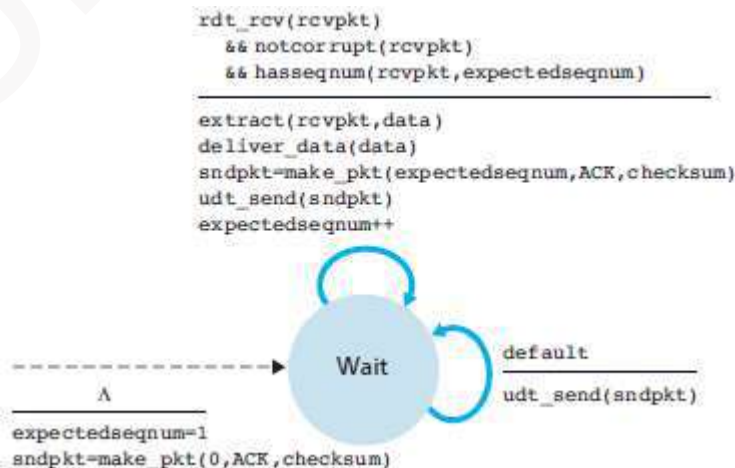 rdt_rcv(rcvpkt)
&& notcorrupt(rcvpkt)
&& hasseqnum(rcvpkt,expectedseqnum)
extract(rcvpkt,data)
deliver_data(data)
sndpkt=make_pkt(expectedseqnum,ACK,checksum)
udt_send(sndpkt)
expectedseqnum++
Wait
default
udt_send(sndpkt)
Λ
expectedseqnum=1
sndpkt=make_pkt(0,ACK,checksum)